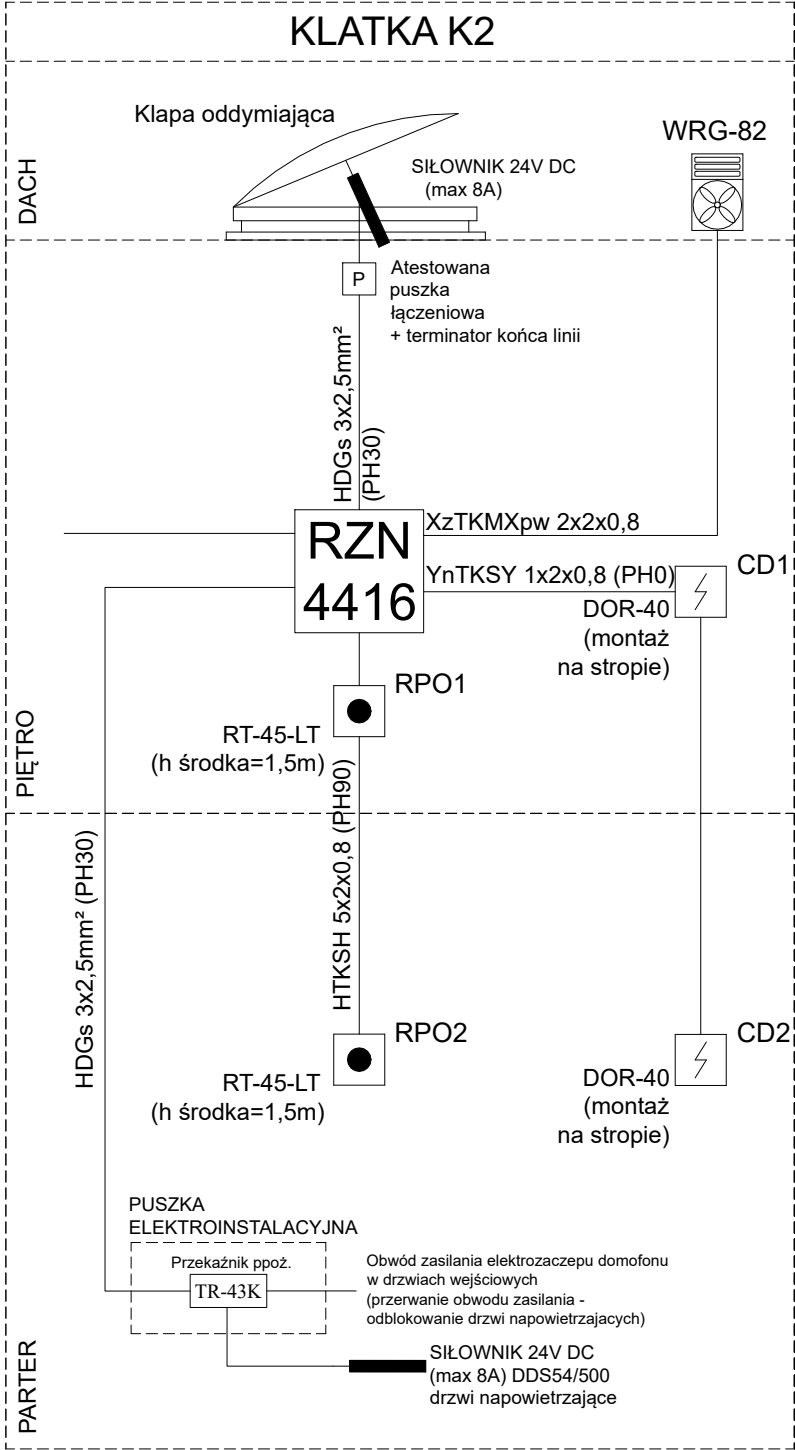 KLATKA K2
DACH
Klapa oddymiająca
SIŁOWNIK 24V DC
(max 8A)
WRG-82
P
Atestowana
puszka
łączeniowa
+ terminator końca linii
HDGs 3x2,5mm²
(PH30)
PIĘTRO
RZN
4416
XzTKMXpw 2x2x0,8
YnTKSY 1x2x0,8 (PH0)
CD1
DOR-40
(montaż
na stropie)
RPO1
RT-45-LT
(h środka=1,5m)
HTKSH 5x2x0,8 (PH90)
HDGs 3x2,5mm² (PH30)
RPO2
RT-45-LT
(h środka=1,5m)
CD2
DOR-40
(montaż
na stropie)
PARTER
PUSZKA
ELEKTROINSTALACYJNA
Przekaźnik ppoż.
TR-43K
Obwód zasilania elektrozaczepu domofonu
w drzwiach wejściowych
(przerwanie obwodu zasilania -
odblokowanie drzwi napowietrzajacych)
SIŁOWNIK 24V DC
(max 8A) DDS54/500
drzwi napowietrzające